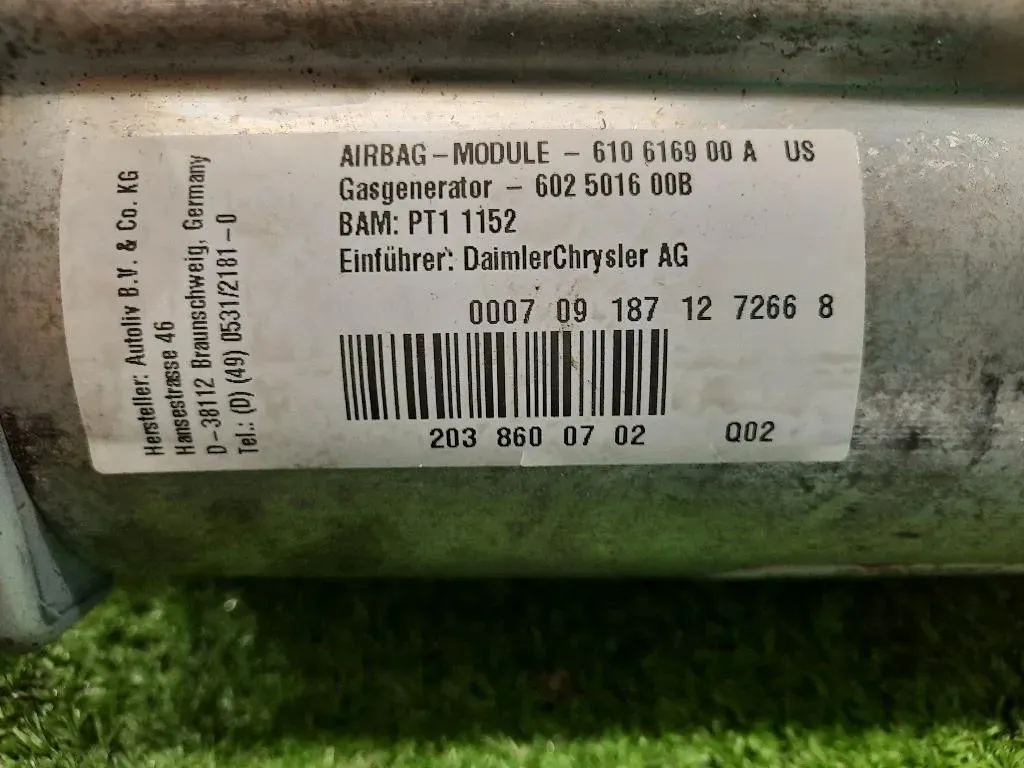 Hersteller: Autoliv B.V. & Co. KG
Hansestrasse 46
D-38112 Braunschweig, Germany
Tel.: (0) (49) 0531/2181-0
AIRBAG-MODULE - 610 6169 00 A US
Gasgenerator - 602 5016 00B
BAM: PT1 1152
Einführer: DaimlerChrysler AG
0007 09 187 12 7266 8
203 860 0702 Q02